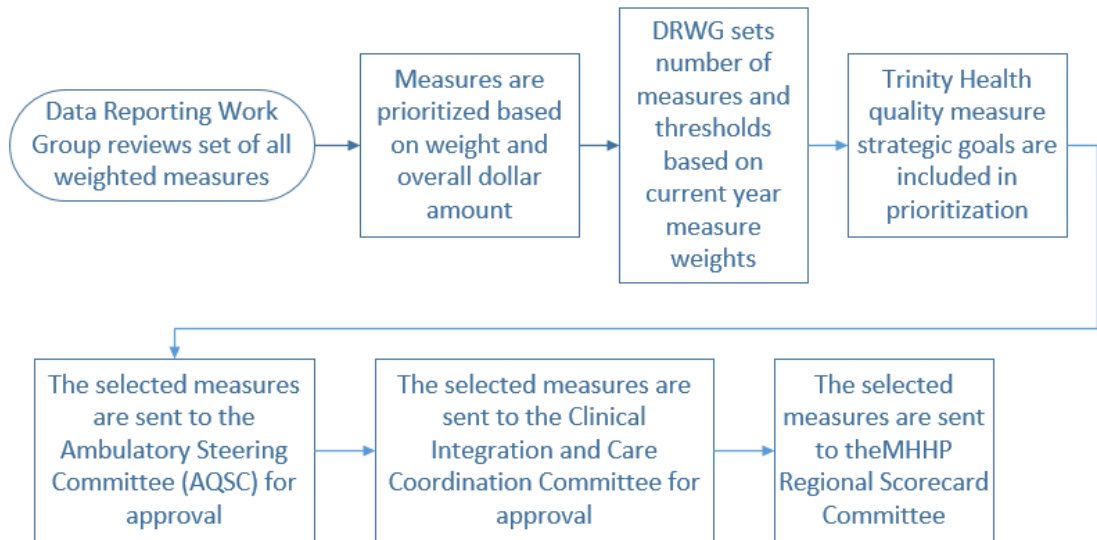 Data Reporting Work
Group reviews set of all
weighted measures
Measures are
prioritized based
on weight and
overall dollar
amount
DRWG sets
number of
measures and
thresholds
based on
current year
measure
weights
Trinity Health
quality measure
strategic goals are
included in
prioritization
The selected measures
are sent to the
Ambulatory Steering
Committee (AQSC) for
approval
The selected measures are
sent to the Clinical
Integration and Care
Coordination Committee for
approval
The selected
measures are sent
to theMHHP
Regional Scorecard
Committee